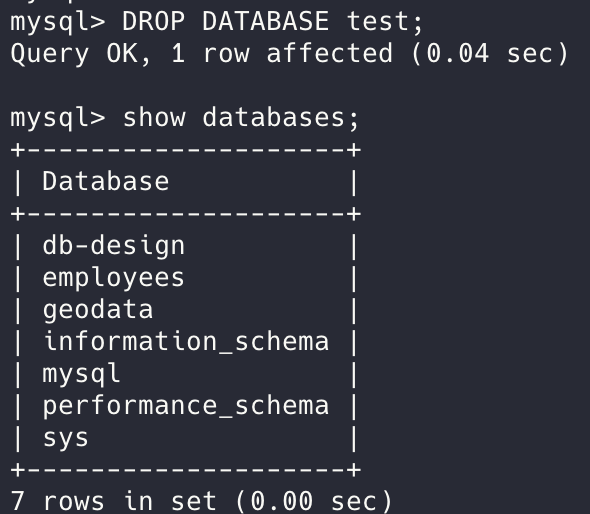 mysql> DROP DATABASE test;
Query OK, 1 row affected (0.04 sec)
mysql> show databases;
+--------------------+
| Database           |
+--------------------+
| db-design          |
| employees          |
| geodata            |
| information_schema |
| mysql              |
| performance_schema |
| sys                |
+--------------------+
7 rows in set (0.00 sec)